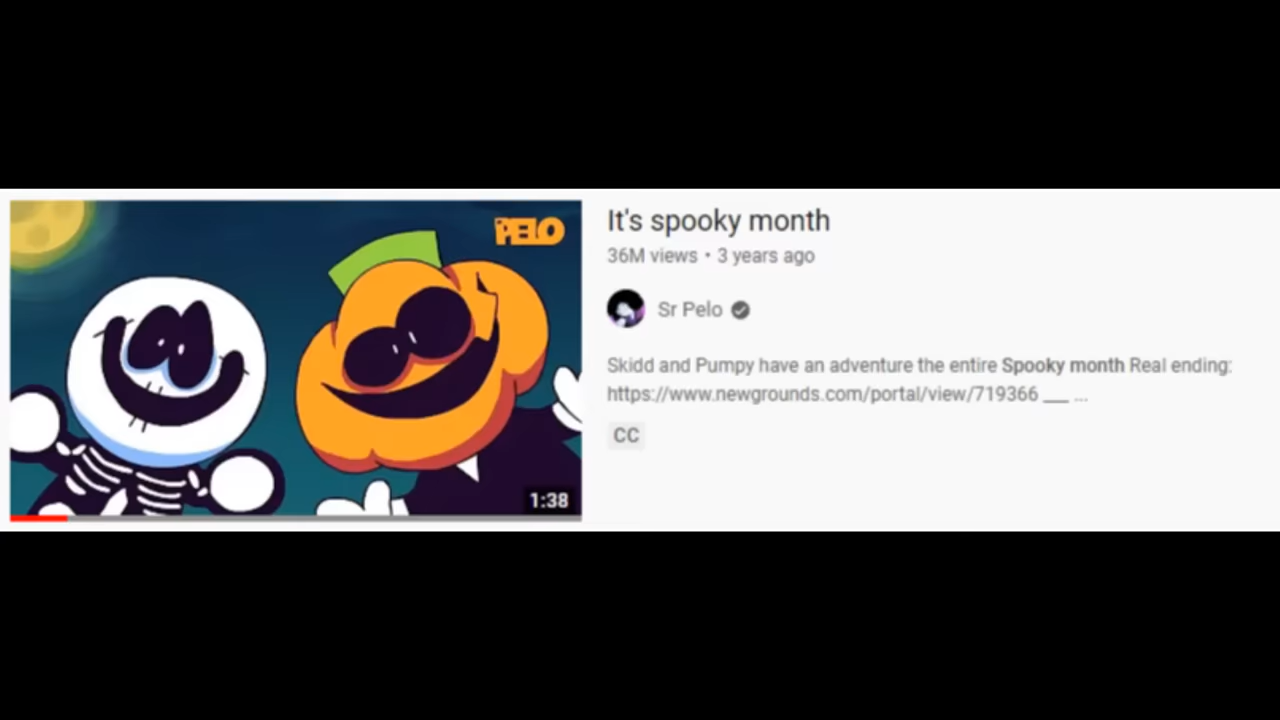 PELO
1:38
It's spooky month
36M views • 3 years ago
Sr Pelo
Skidd and Pumpy have an adventure the entire Spooky month Real ending:
https://www.newgrounds.com/portal/view/719366 ___ ...
CC